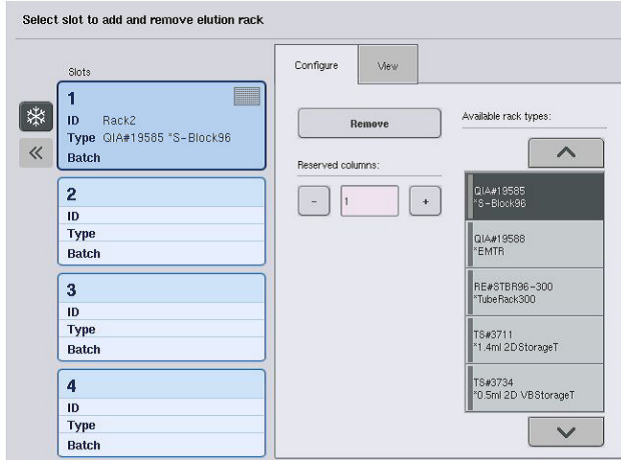 Select slot to add and remove elution rack
Slots
1
ID Rack2
Type QIA#19585 *S-Block96
Batch
2
ID
Type
Batch
3
ID
Type
Batch
4
ID
Type
Batch
Configure View
Remove
Reserved columns:
- 1 +
Available rack types:
QIA#19585
*S-Block96
QIA#19588
*EMTR
RE#STBR96-300
*TubeRack300
TS#3711
*1.4ml 2DStorageT
TS#3734
*0.5ml 2D VBStorageT